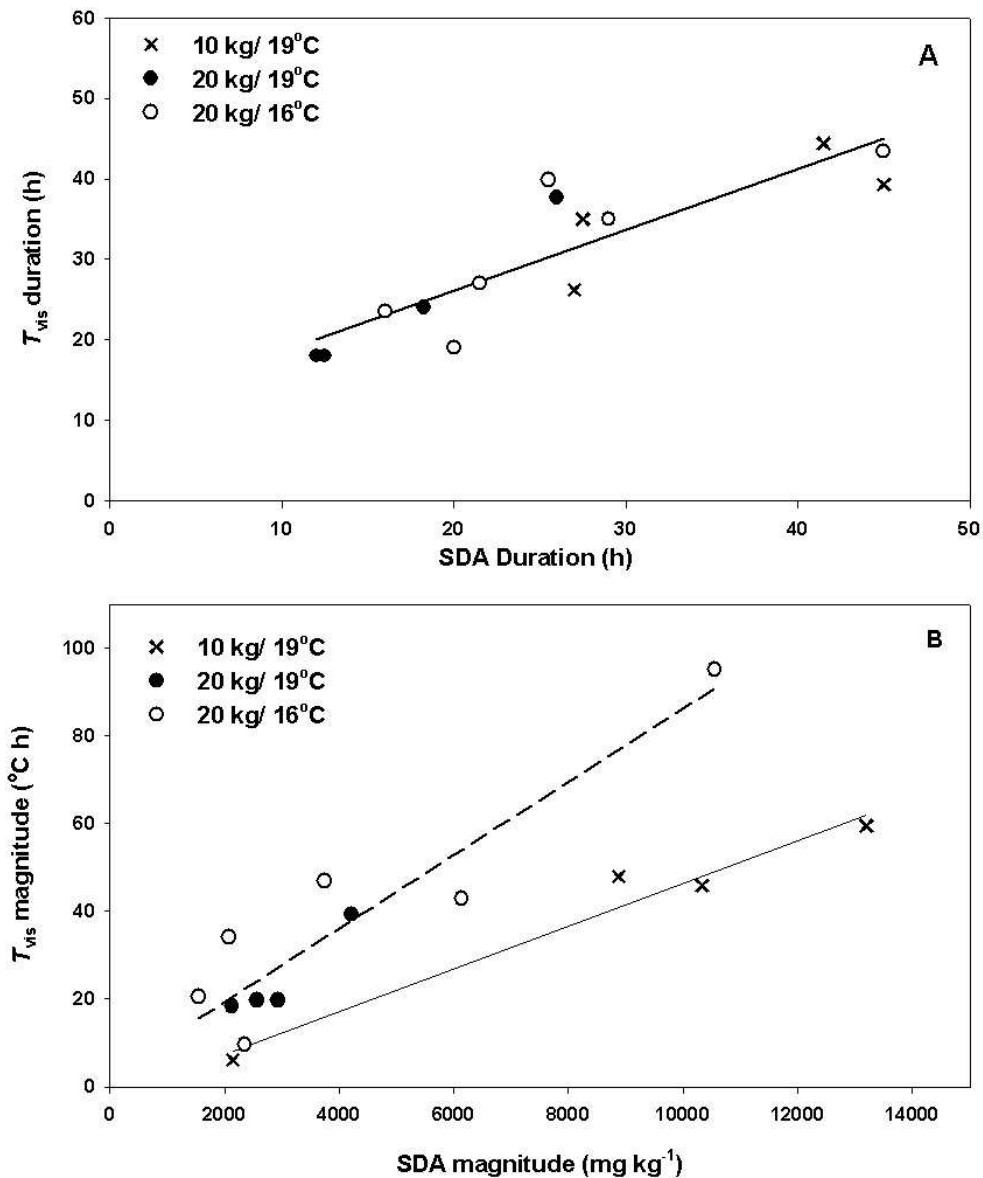 60
50
40
30
20
10
0
T_vis duration (h)
× 10 kg/ 19°C
● 20 kg/ 19°C
○ 20 kg/ 16°C
A
0 10 20 30 40 50
SDA Duration (h)
100
80
60
40
20
0
T_vis magnitude (°C h)
× 10 kg/ 19°C
● 20 kg/ 19°C
○ 20 kg/ 16°C
B
0 2000 4000 6000 8000 10000 12000 14000
SDA magnitude (mg kg⁻¹)